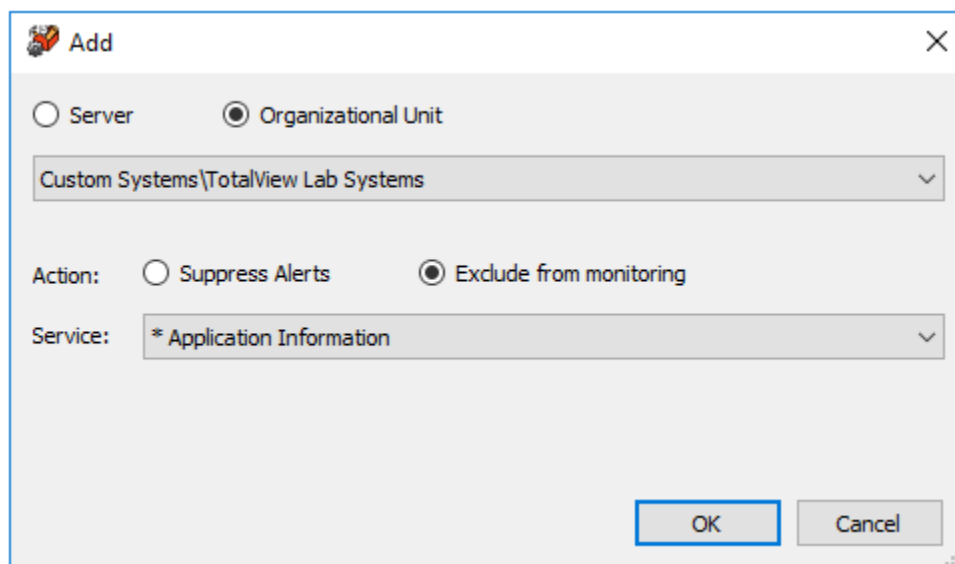 Add
Server Organizational Unit
Custom Systems\TotalView Lab Systems
Action: Suppress Alerts Exclude from monitoring
Service: * Application Information
OK Cancel